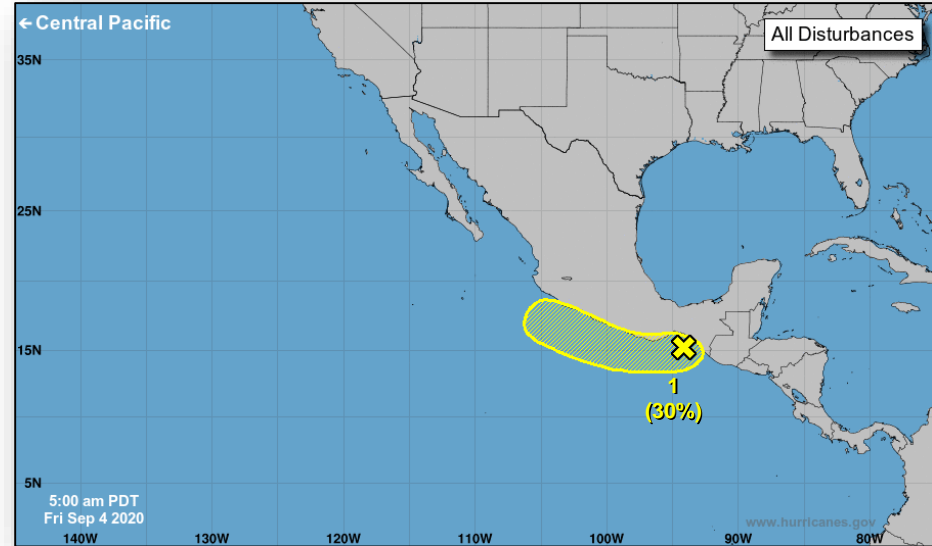 ← Central Pacific
All Disturbances
35N
25N
15N
5N
1
(30%)
5:00 am PDT
Fri Sep 4 2020
www.hurricanes.gov
140W 130W 120W 110W 100W 90W 80W